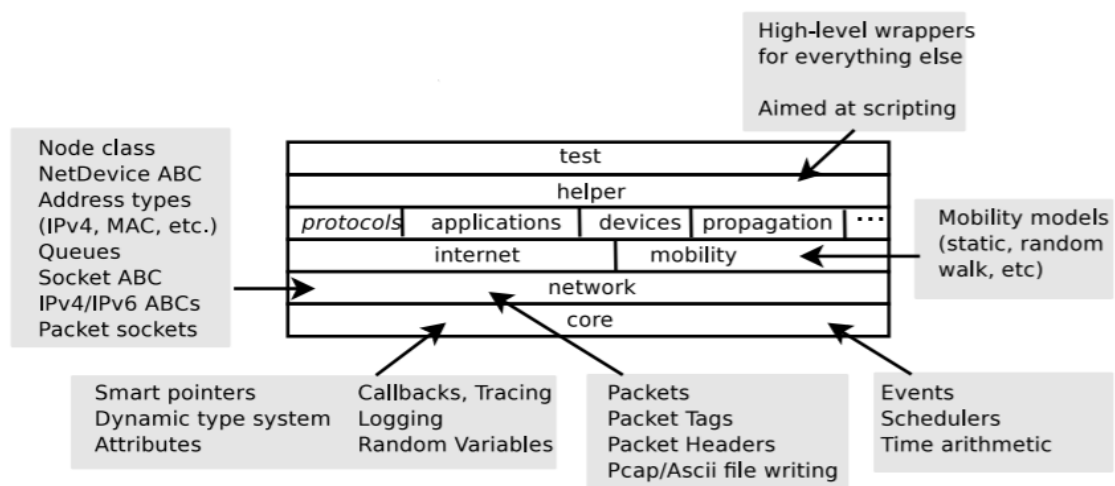 High-level wrappers
for everything else
Aimed at scripting
Node class
NetDevice ABC
Address types
(IPv4, MAC, etc.)
Queues
Socket ABC
IPv4/IPv6 ABCs
Packet sockets
test
helper
protocols applications devices propagation ...
internet mobility
network
core
Mobility models
(static, random
walk, etc)
Smart pointers
Dynamic type system
Attributes
Callbacks, Tracing
Logging
Random Variables
Packets
Packet Tags
Packet Headers
Pcap/Ascii file writing
Events
Schedulers
Time arithmetic